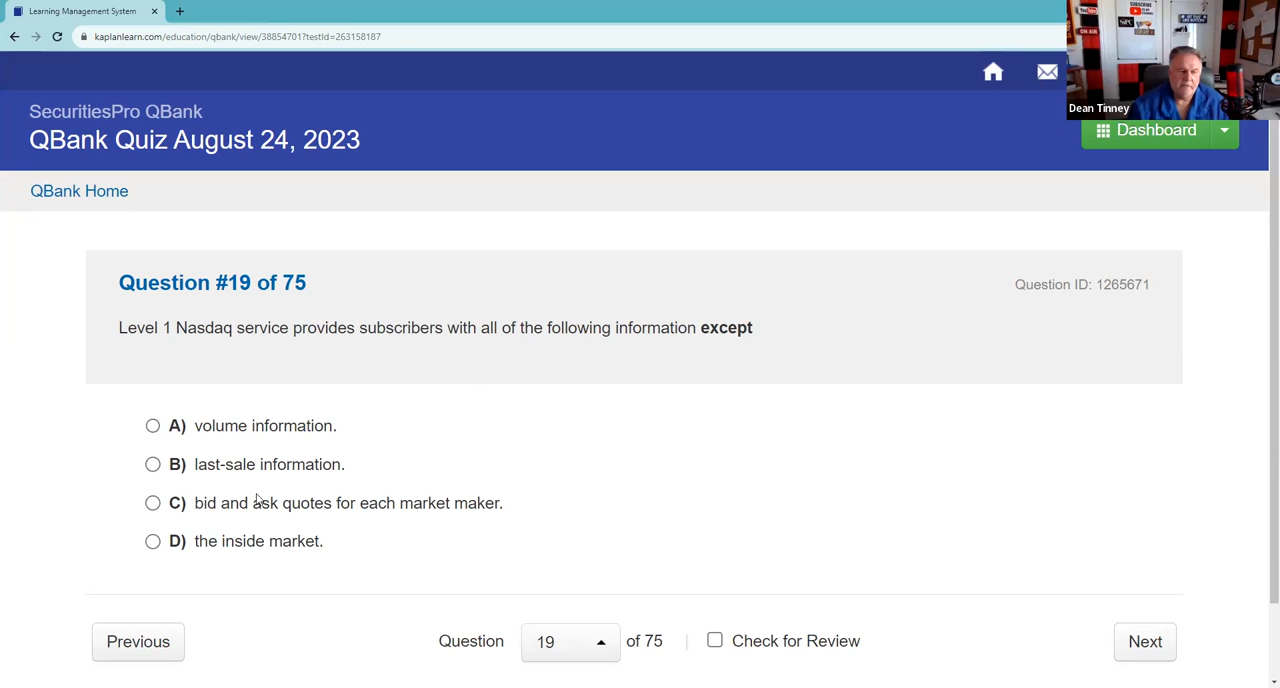 Learning Management System
kaplanlearn.com/education/qbank/view/38854701?testId=263158187
SUBSCRIBE
ON AIR
Dean Tinney
SecuritiesPro QBank
QBank Quiz August 24, 2023
Dashboard
QBank Home
Question #19 of 75
Question ID: 1265671
Level 1 Nasdaq service provides subscribers with all of the following information except
A) volume information.
B) last-sale information.
C) bid and ask quotes for each market maker.
D) the inside market.
Previous
Question 19 of 75
Check for Review
Next